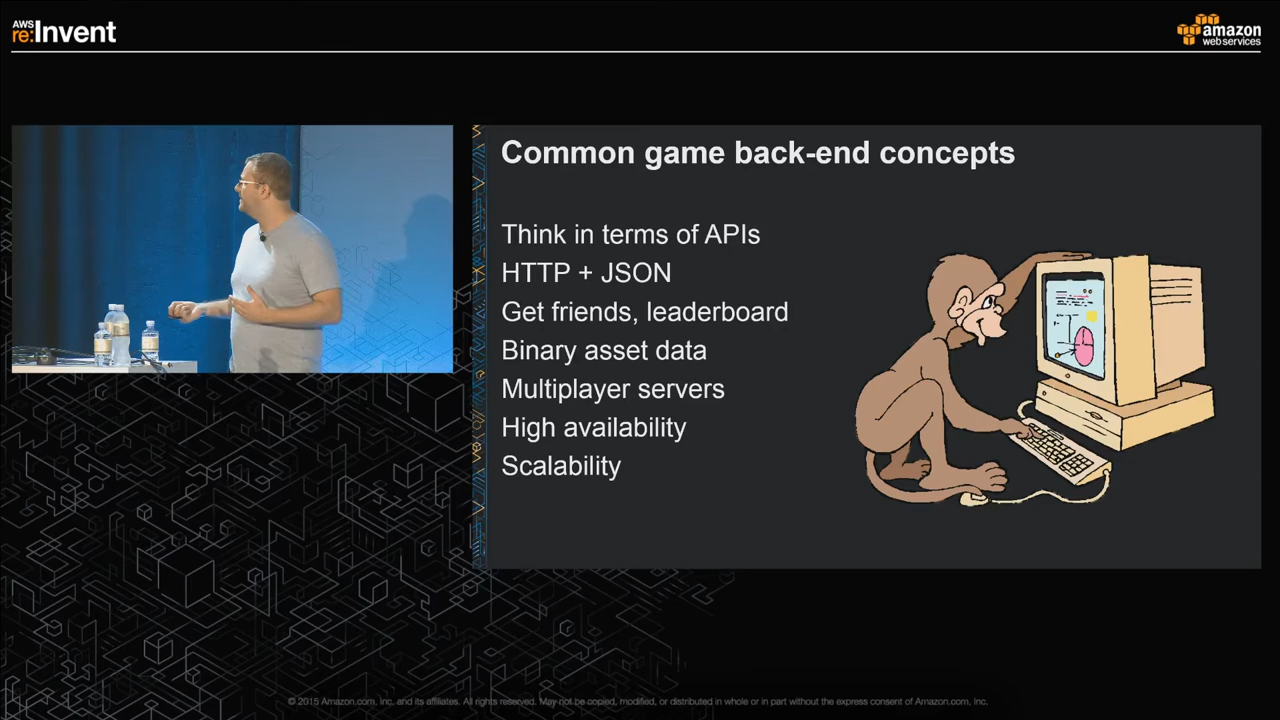 AWS
re:Invent
amazon
web services
Common game back-end concepts
Think in terms of APIs
HTTP + JSON
Get friends, leaderboard
Binary asset data
Multiplayer servers
High availability
Scalability
© 2015 Amazon.com, Inc. and its affiliates. All rights reserved. May not be copied, modified, or distributed in whole or in part without the express consent of Amazon.com, Inc.